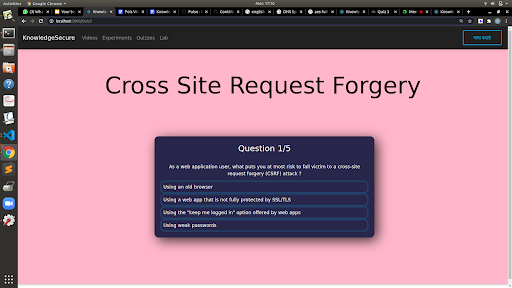 Activities
Google Chrome
Mon 17:10
localhost
KnowledgeSecure
Videos
Experiments
Quizzes
Lab
Cross Site Request Forgery
Question 1/5
As a web application user, what puts you at most risk to fall victim to a cross-site
request forgery (CSRF) attack ?
Using an old browser
Using a web app that is not fully protected by SSL/TLS
Using the "keep me logged in" option offered by web apps
Using weak passwords